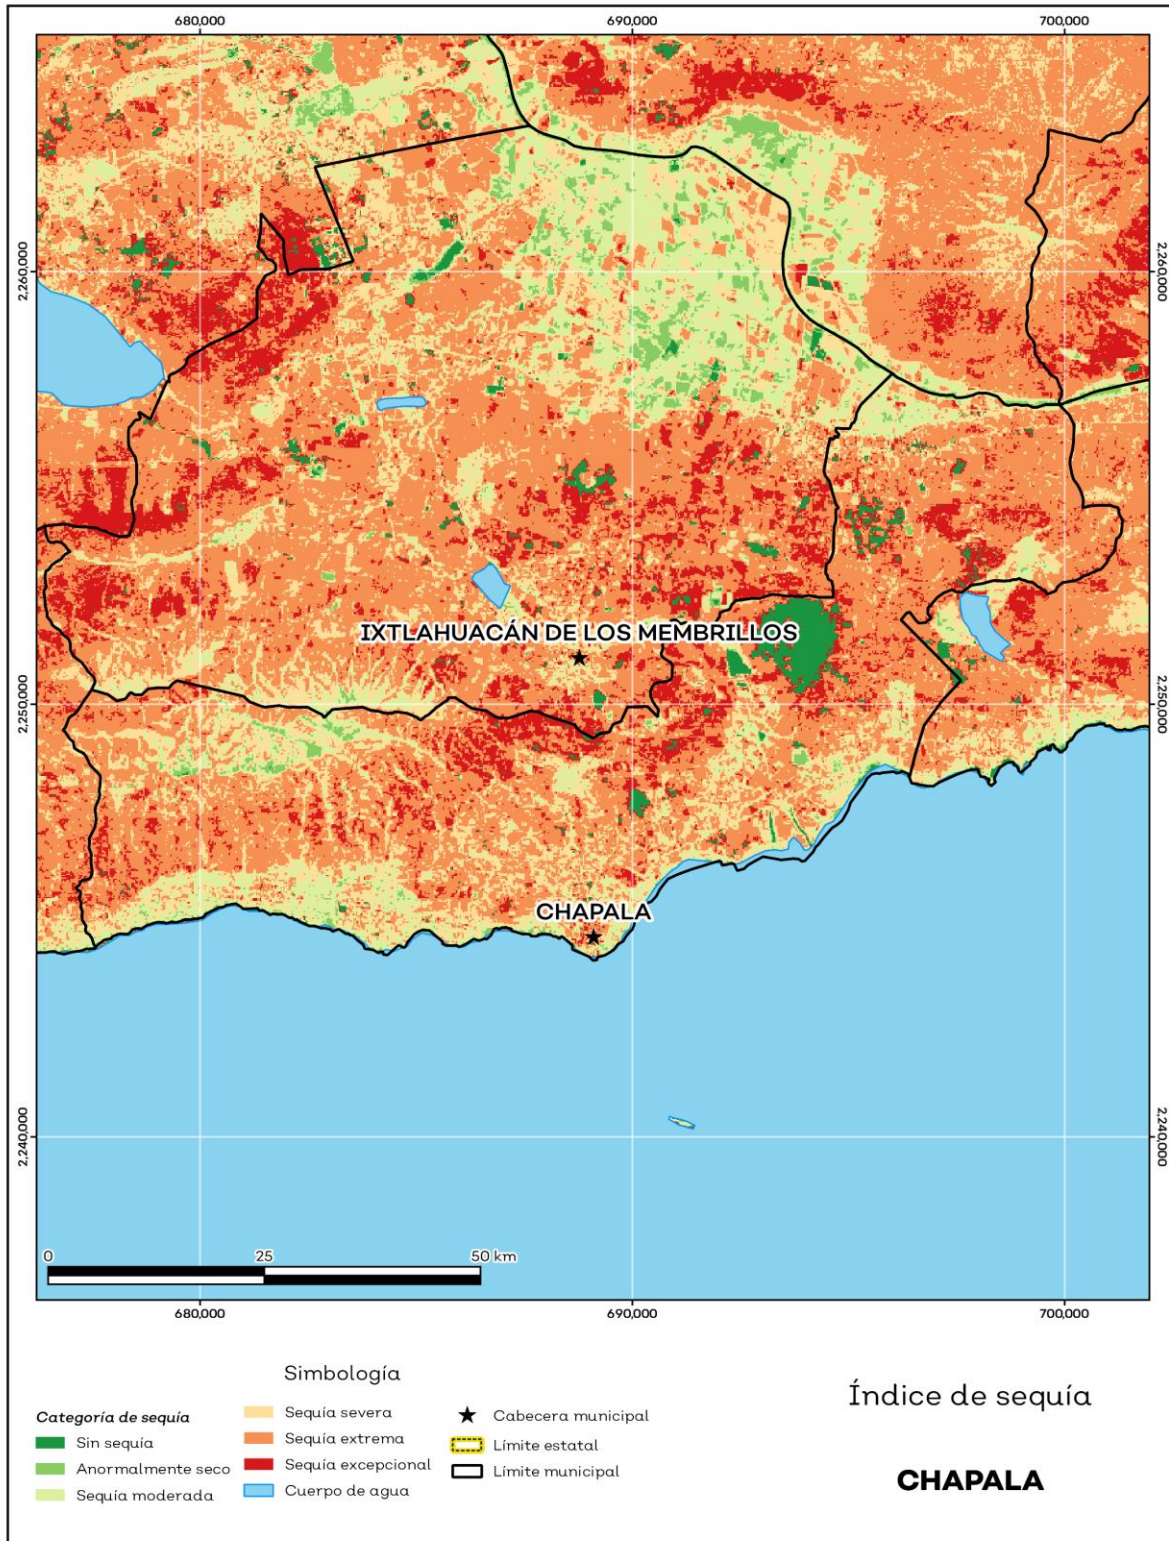 680,000
690,000
700,000
2,260,000
2,260,000
IXTLAHUACÁN DE LOS MEMBRILLOS
2,250,000
2,250,000
CHAPALA
2,240,000
2,240,000
0
25
50 km
680,000
690,000
700,000
Simbología
Categoría de sequía
Sin sequía
Anormalmente seco
Sequía moderada
Sequía severa
Sequía extrema
Sequía excepcional
Cuerpo de agua
Cabecera municipal
Límite estatal
Límite municipal
Índice de sequía
CHAPALA